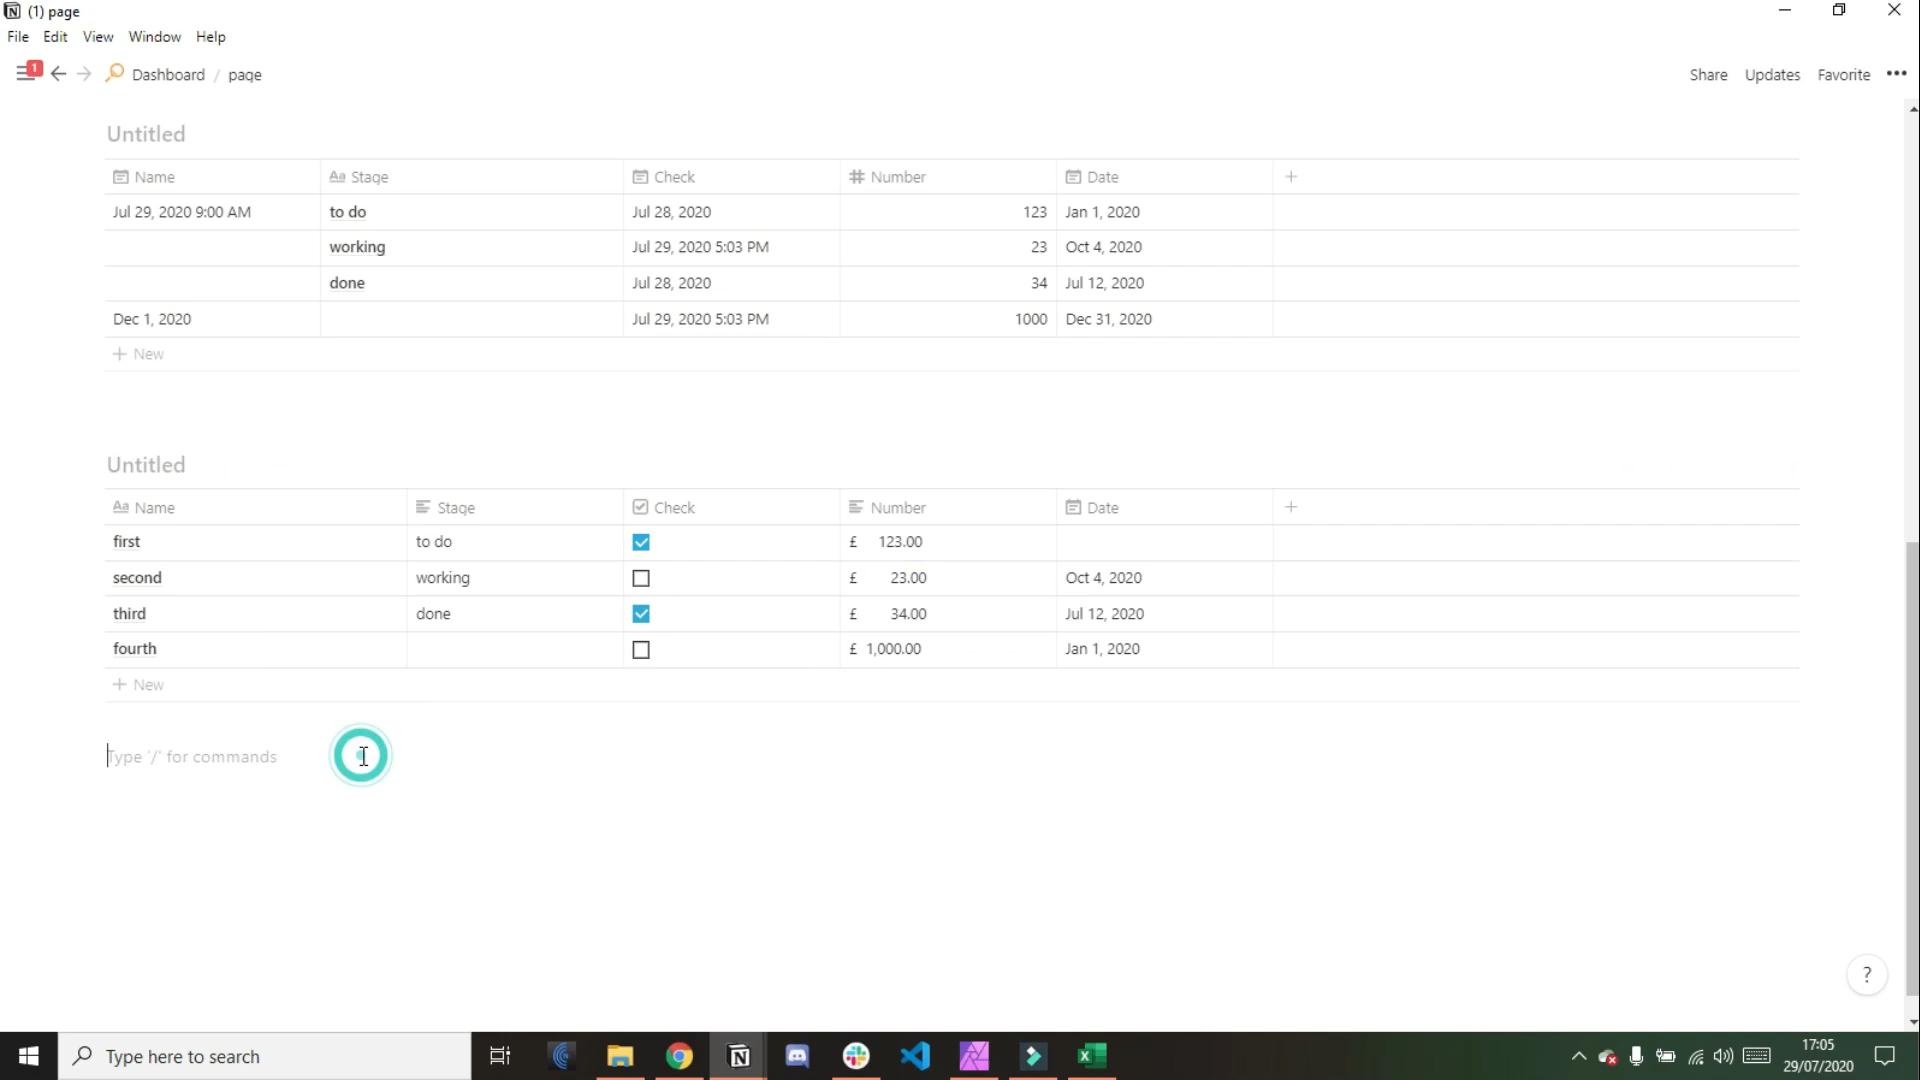 (1) page
File Edit View Window Help
1 Dashboard / page Share Updates Favorite •••
Untitled
Name Aa Stage Check # Number Date +
Jul 29, 2020 9:00 AM to do Jul 28, 2020 123 Jan 1, 2020
working Jul 29, 2020 5:03 PM 23 Oct 4, 2020
done Jul 28, 2020 34 Jul 12, 2020
Dec 1, 2020 Jul 29, 2020 5:03 PM 1000 Dec 31, 2020
+ New
Untitled
Aa Name Stage Check Number Date +
first to do £ 123.00
second working £ 23.00 Oct 4, 2020
third done £ 34.00 Jul 12, 2020
fourth £ 1,000.00 Jan 1, 2020
+ New
Type '/' for commands
?
Type here to search
17:05
29/07/2020